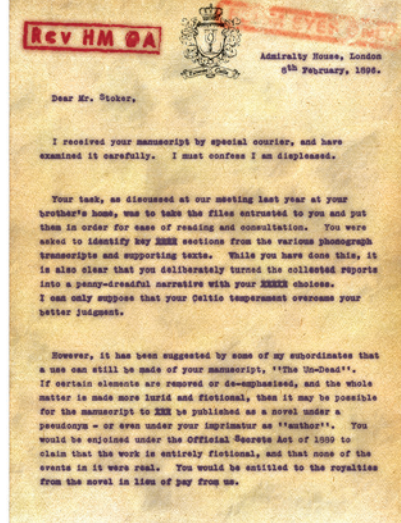 Rev HM @A
EYES ONLY
Admiralty House, London
8th February, 1898.
Dear Mr. Stoker,
I received your manuscript by special courier, and have
examined it carefully. I must confess I am displeased.
Your task, as discussed at our meeting last year at your
brother's home, was to take the files entrusted to you and put
them in order for ease of reading and consultation. You were
asked to identify key XXXX sections from the various phonograph
transcripts and supporting texts. While you have done this, it
is also clear that you deliberately turned the collected reports
into a penny-dreadful narrative with your XXXXX choices.
I can only suppose that your Celtic temperament overcame your
better judgment.
However, it has been suggested by some of my subordinates that
a use can still be made of your manuscript, ''The Un-Dead''.
If certain elements are removed or de-emphasised, and the whole
matter is made more lurid and fictional, then it may be possible
for the manuscript to XXX be published as a novel under a
pseudonym - or even under your imprimatur as ''author''. You
would be enjoined under the Official Secrets Act of 1889 to
claim that the work is entirely fictional, and that none of the
events in it were real. You would be entitled to the royalties
from the novel in lieu of pay from us.